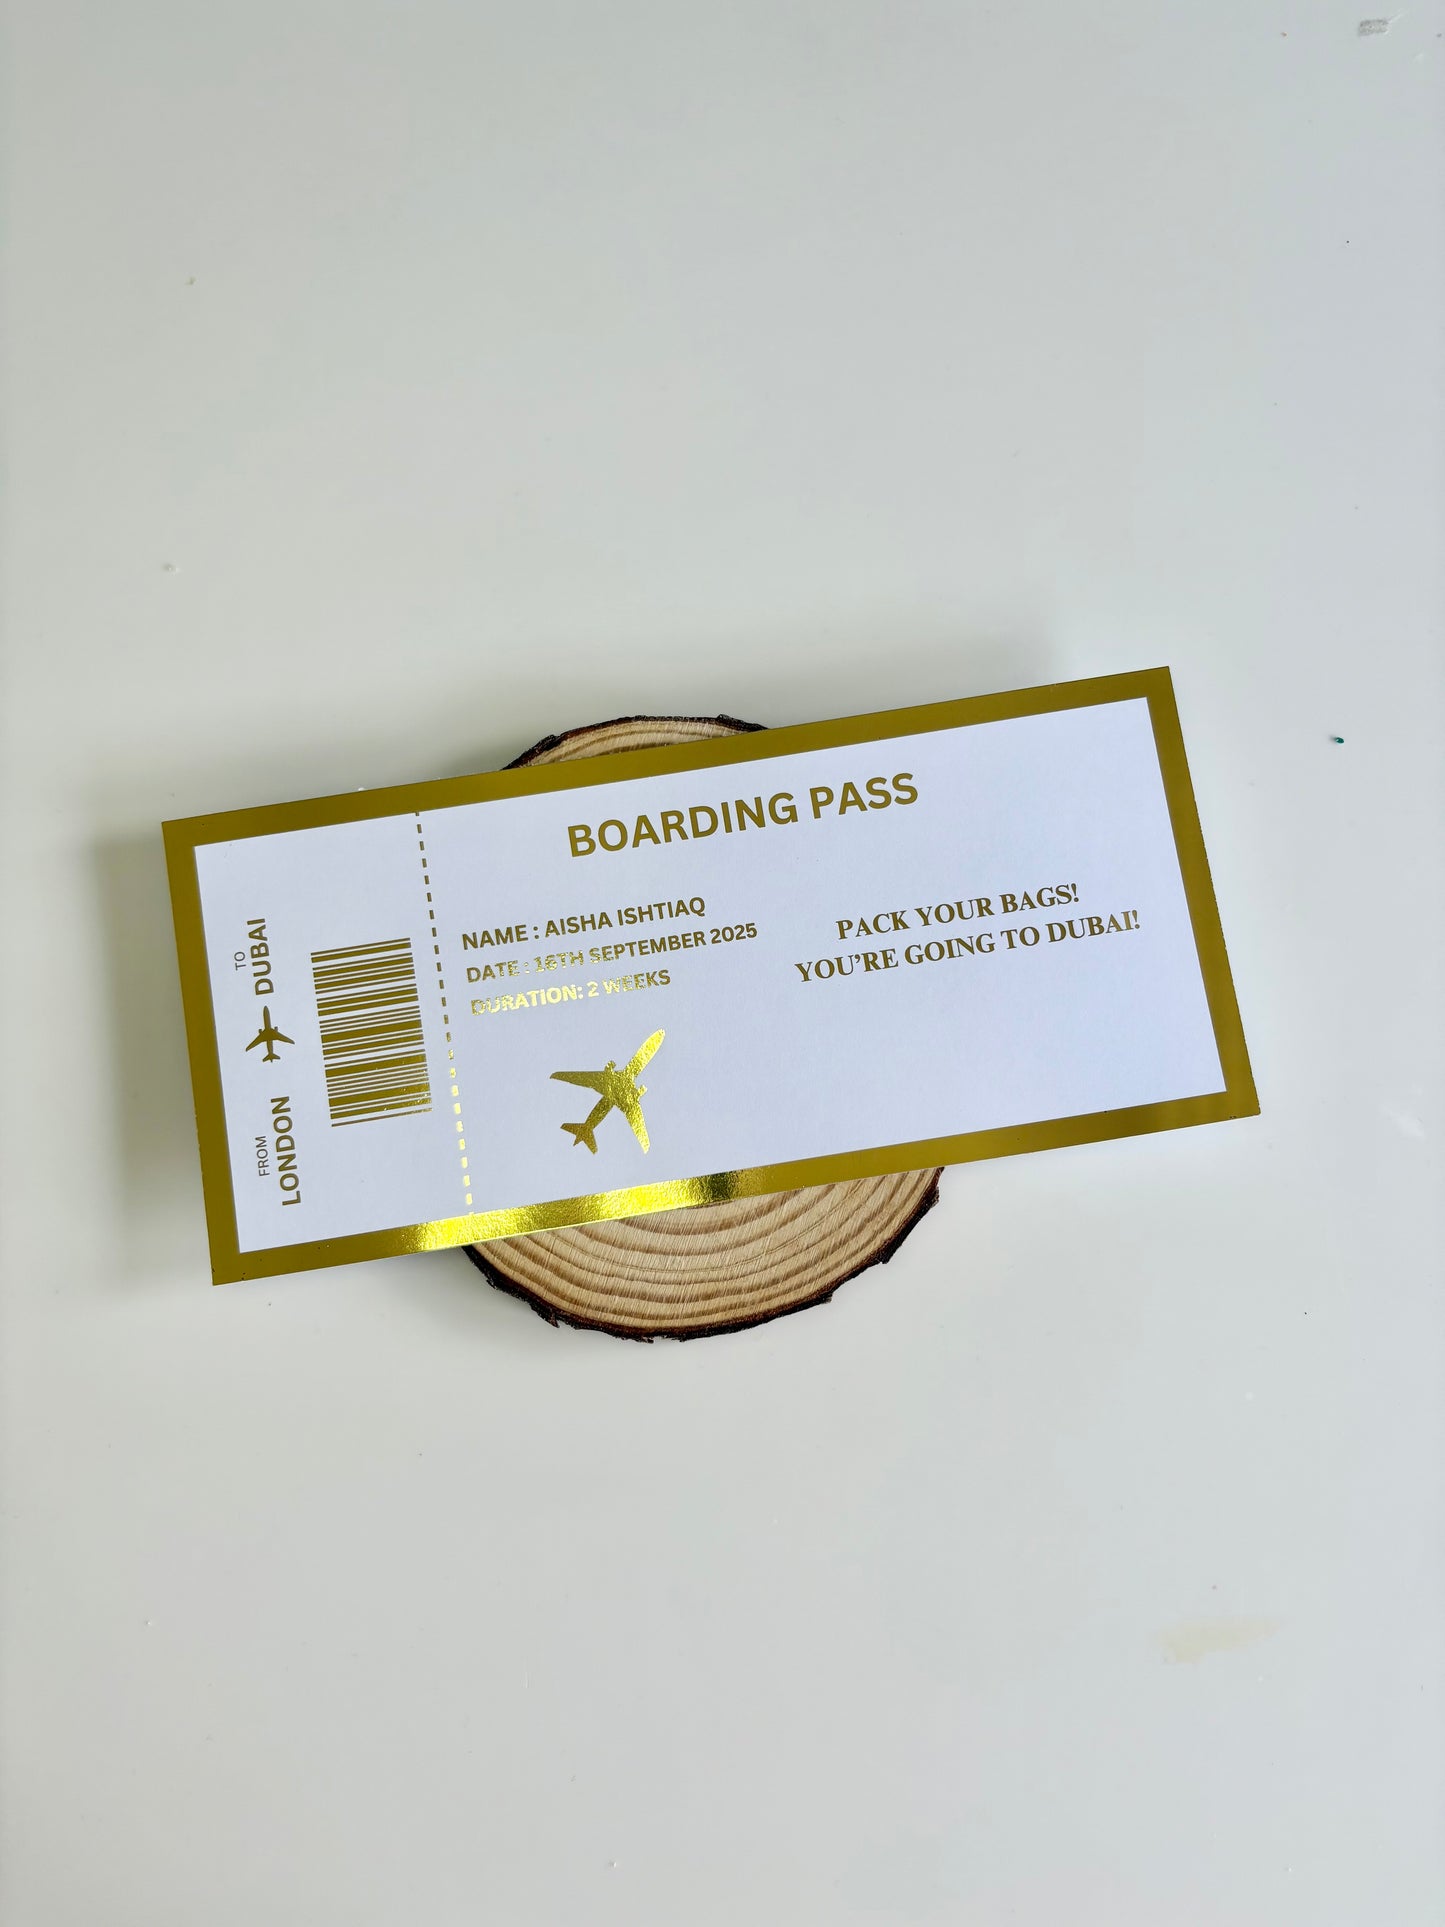 BOARDING PASS
NAME : AISHA ISHTIAQ
DATE : 16TH SEPTEMBER 2025
DURATION: 2 WEEKS
PACK YOUR BAGS!
YOU'RE GOING TO DUBAI!
FROM
LONDON
TO
DUBAI